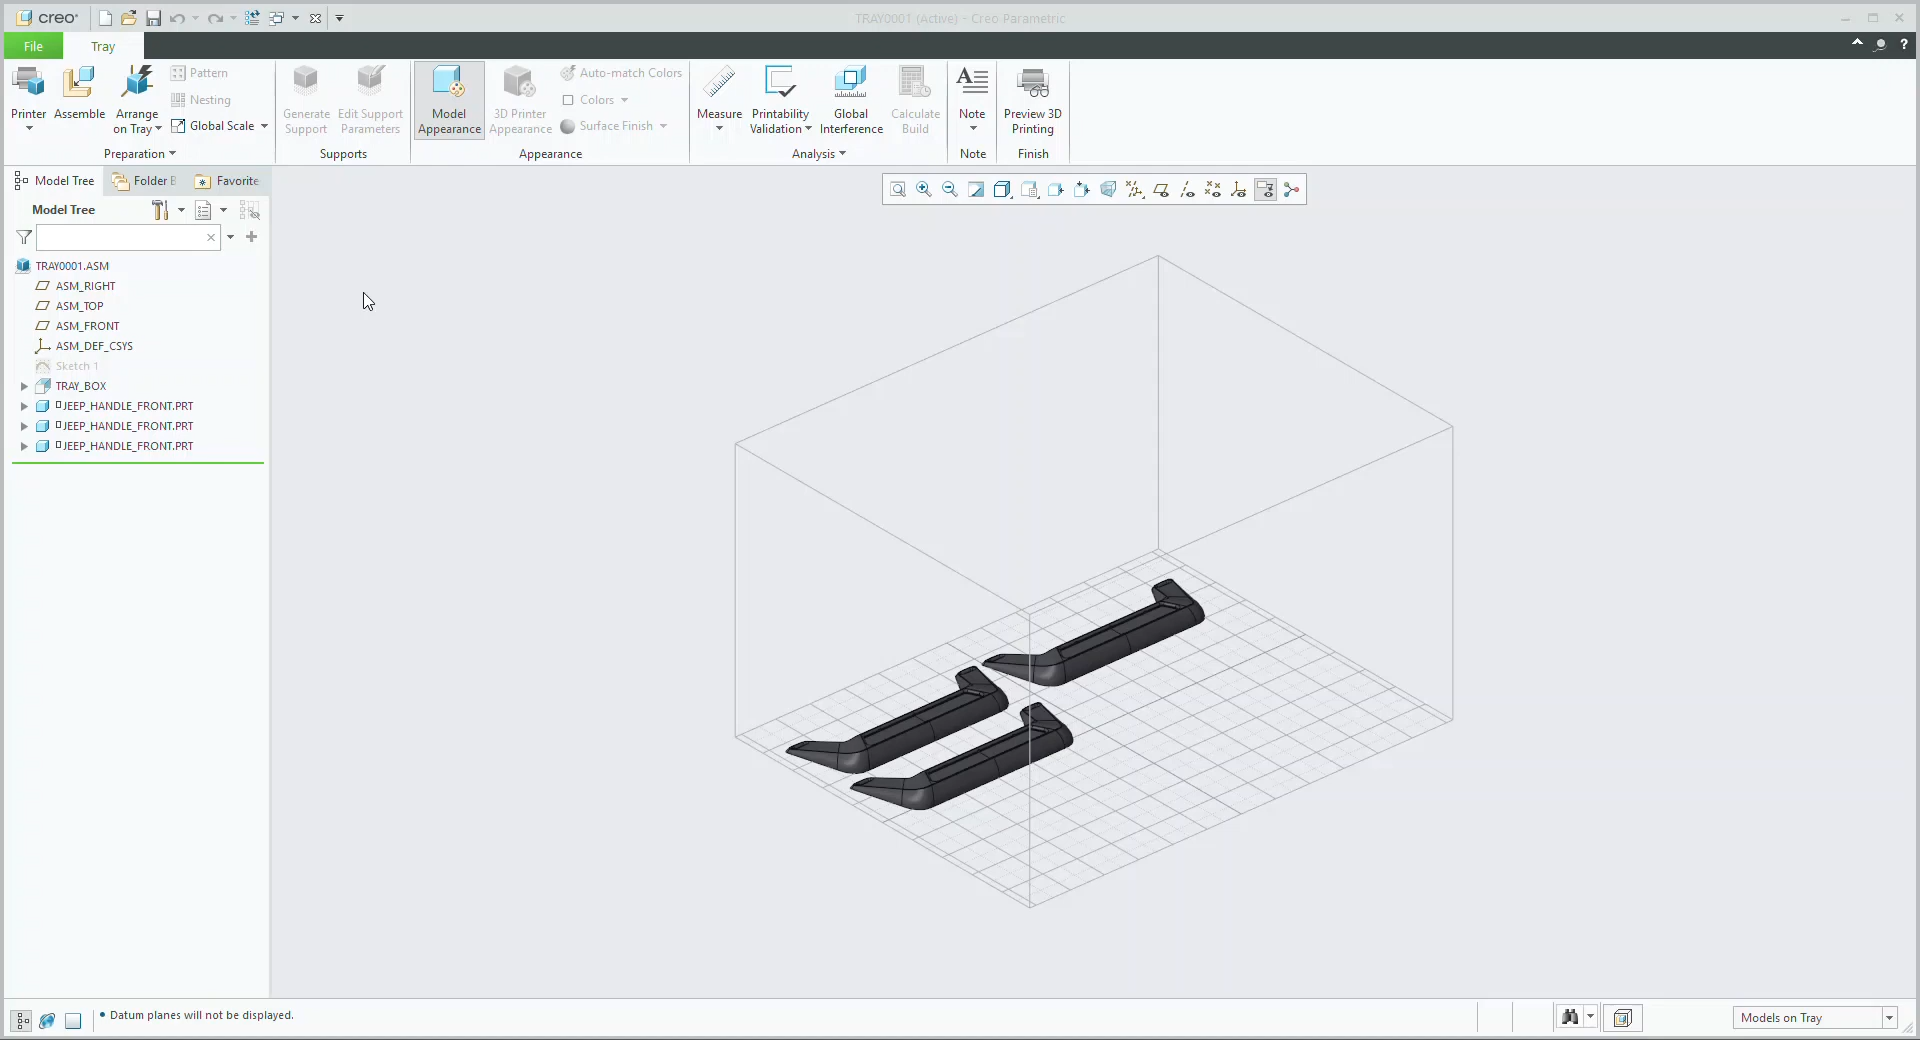 creo°
TRAY0001 (Active) - Creo Parametric
File
Tray
?
Printer
Assemble
Arrange
on Tray
Pattern
Nesting
Global Scale
Preparation
Generate
Support
Edit Support
Parameters
Supports
Model
Appearance
3D Printer
Appearance
Auto-match Colors
Colors
Surface Finish
Appearance
Measure
Printability
Validation
Global
Interference
Calculate
Build
Analysis
Note
Note
Preview 3D
Printing
Finish
Model Tree
Folder B
Favorite
Model Tree
TRAY0001.ASM
ASM_RIGHT
ASM_TOP
ASM_FRONT
ASM_DEF_CSYS
Sketch 1
TRAY_BOX
JEEP_HANDLE_FRONT.PRT
JEEP_HANDLE_FRONT.PRT
JEEP_HANDLE_FRONT.PRT
• Datum planes will not be displayed.
Models on Tray